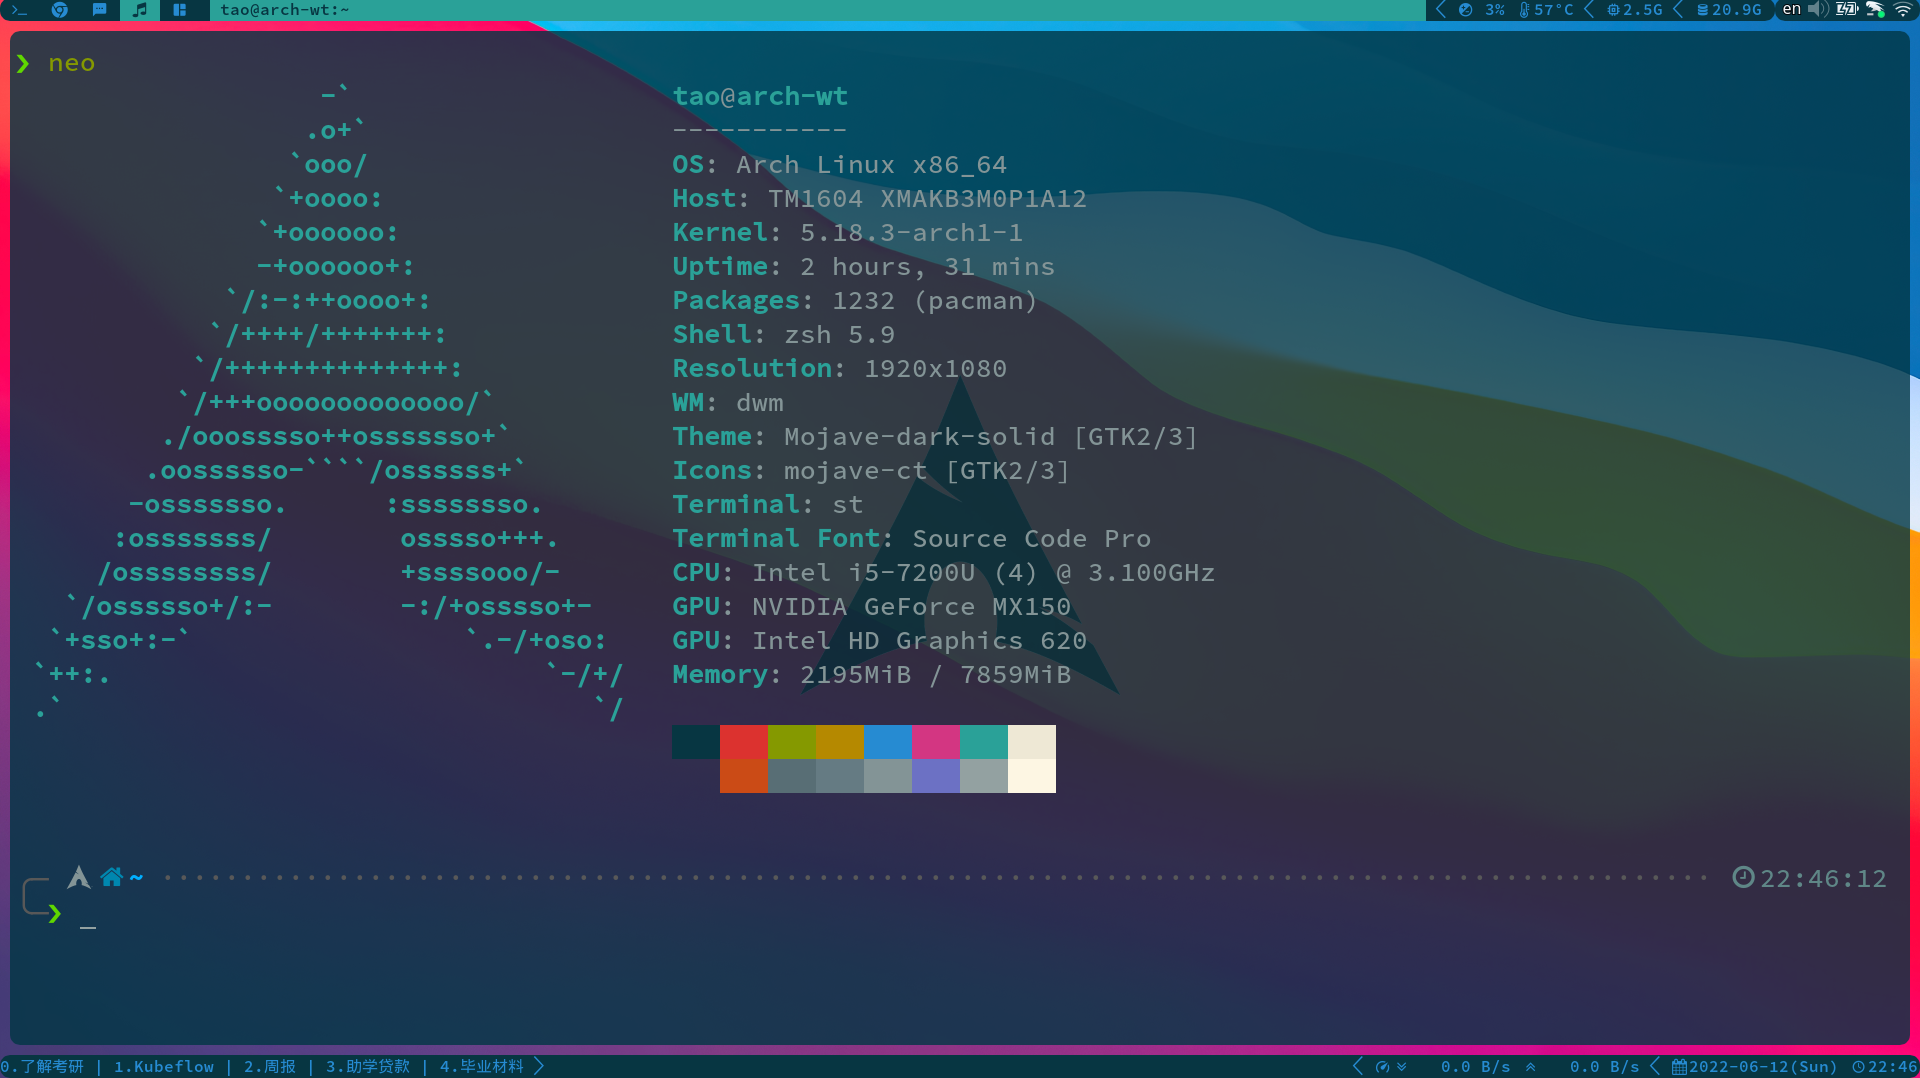 tao@arch-wt:~ 3% 57°C 2.5G 20.9G en
❯ neo
-`
.o+`
`ooo/
`+oooo:
`+oooooo:
-+oooooo+:
`/:-:++oooo+:
`/++++/+++++++:
`/++++++++++++++:
`/+++ooooooooooooo/`
./ooosssso++osssssso+`
.oossssso-````/ossssss+`
-osssssso. :ssssssso.
:osssssss/ osssso+++.
/ossssssss/ +ssssooo/-
`/ossssso+/:- -:/+osssso+-
`+sso+:-` `.-/+oso:
`++:. `-/+/
.` `/
tao@arch-wt
-----------
OS: Arch Linux x86_64
Host: TM1604 XMAKB3M0P1A12
Kernel: 5.18.3-arch1-1
Uptime: 2 hours, 31 mins
Packages: 1232 (pacman)
Shell: zsh 5.9
Resolution: 1920x1080
WM: dwm
Theme: Mojave-dark-solid [GTK2/3]
Icons: mojave-ct [GTK2/3]
Terminal: st
Terminal Font: Source Code Pro
CPU: Intel i5-7200U (4) @ 3.100GHz
GPU: NVIDIA GeForce MX150
GPU: Intel HD Graphics 620
Memory: 2195MiB / 7859MiB
~ 22:46:12
❯ _
0.了解考研 | 1.Kubeflow | 2.周报 | 3.助学贷款 | 4.毕业材料 0.0 B/s 0.0 B/s 2022-06-12(Sun) 22:46